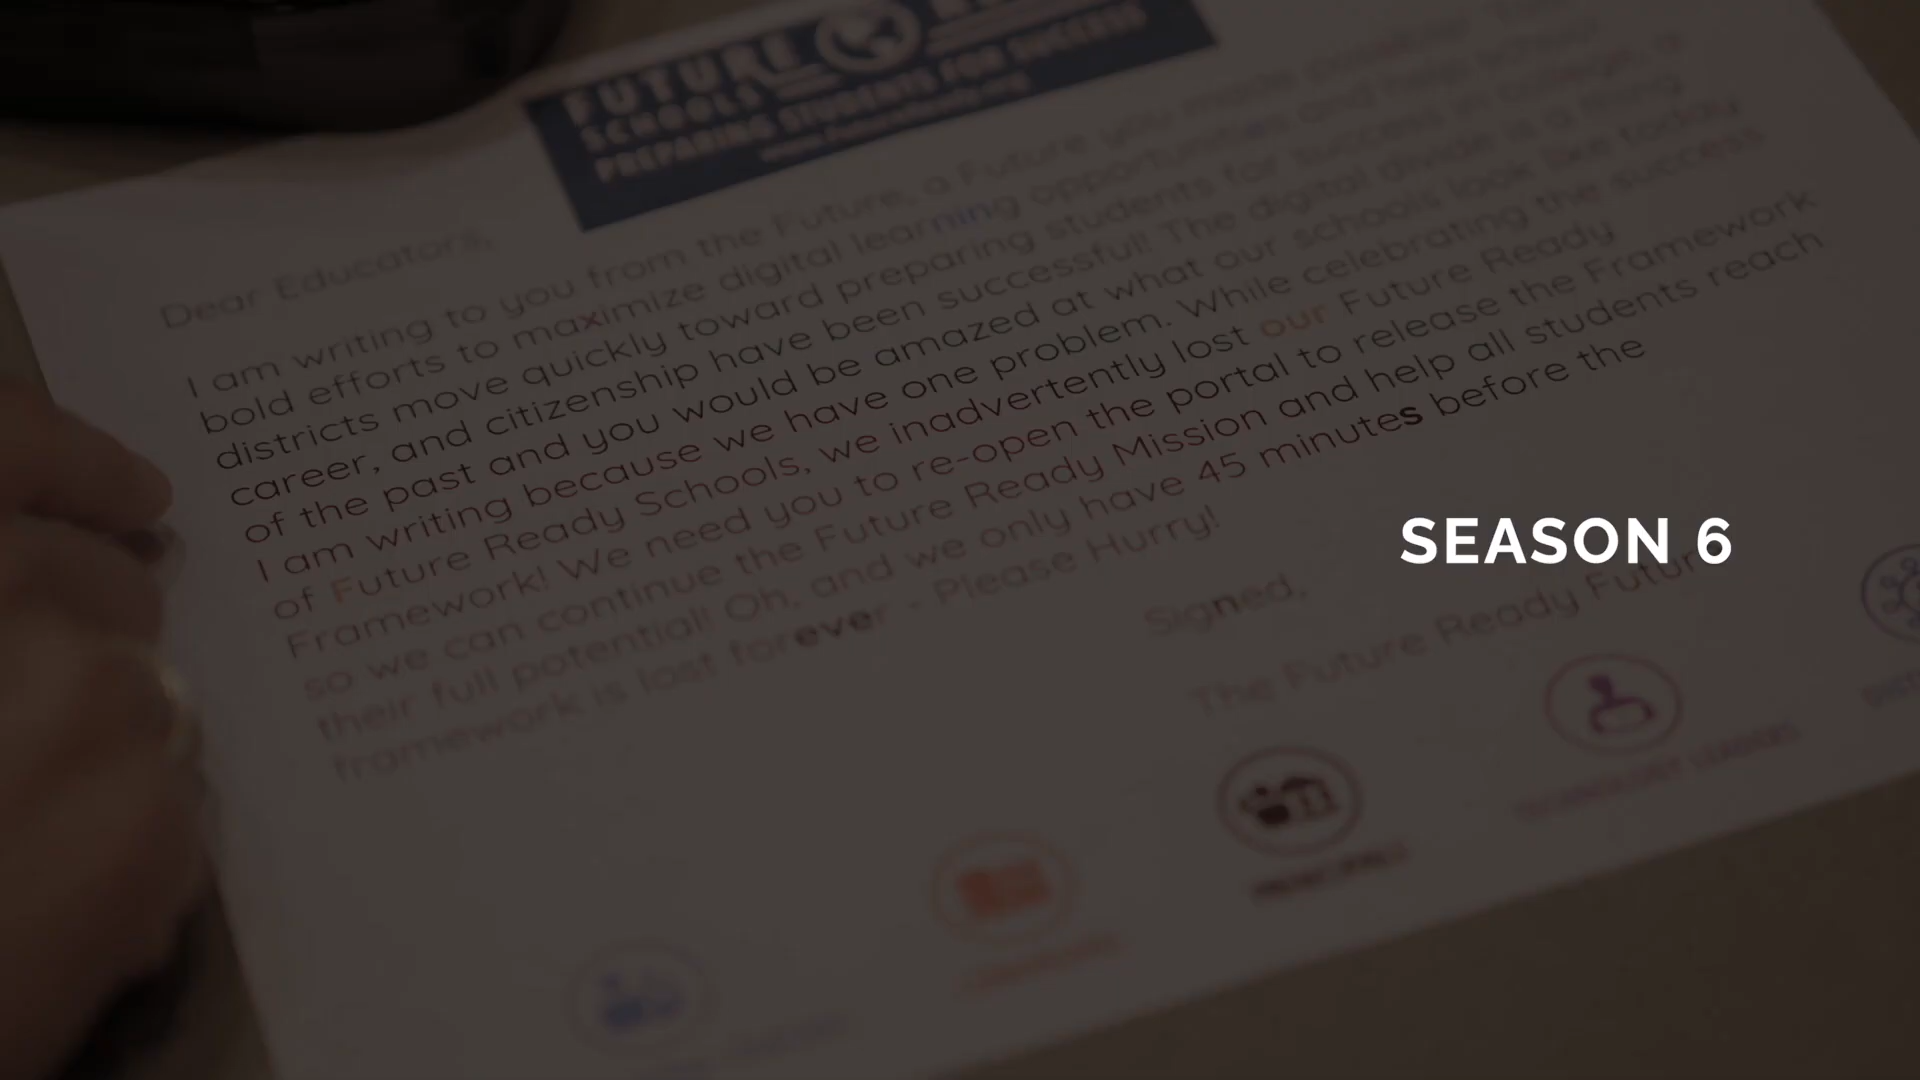 FUTURE
SCHOOLS
PREPARING STUDENTS FOR SUCCESS
Dear Educators,
I am writing to you from the Future, a Future you made possible!
bold efforts to maximize digital learning opportunities and help school
districts move quickly toward preparing students for success in college,
career, and citizenship have been successful! The digital divide is a thing
of the past and you would be amazed at what our schools look like today!
I am writing because we have one problem. While celebrating the success
of Future Ready Schools, we inadvertently lost our Future Ready
Framework! We need you to re-open the portal to release the Framework
so we can continue the Future Ready Mission and help all students reach
their full potential! Oh, and we only have 45 minutes before the
framework is lost forever - Please Hurry!
Signed,
The Future Ready Future
PRINCIPALS
SEASON 6